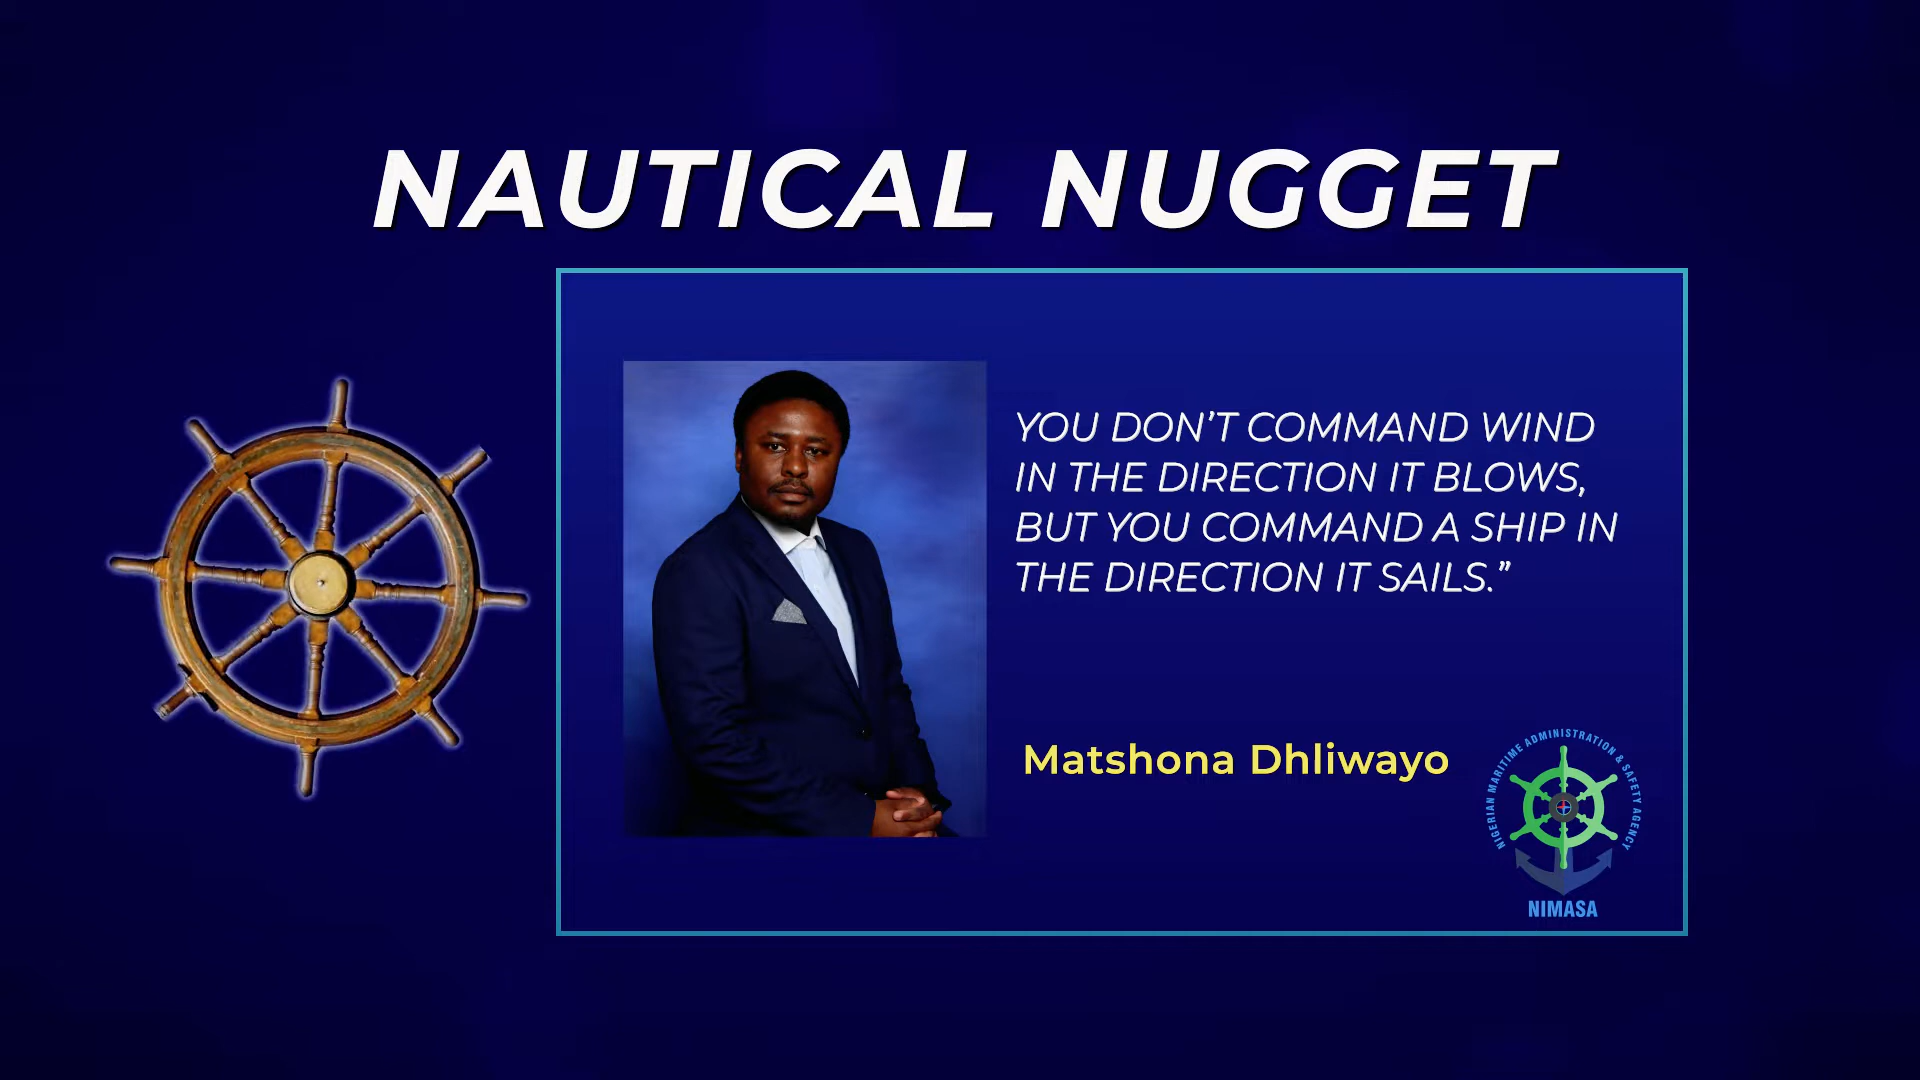 NAUTICAL NUGGET
YOU DON’T COMMAND WIND
IN THE DIRECTION IT BLOWS,
BUT YOU COMMAND A SHIP IN
THE DIRECTION IT SAILS.”
Matshona Dhliwayo
NIGERIAN MARITIME ADMINISTRATION & SAFETY AGENCY
NIMASA